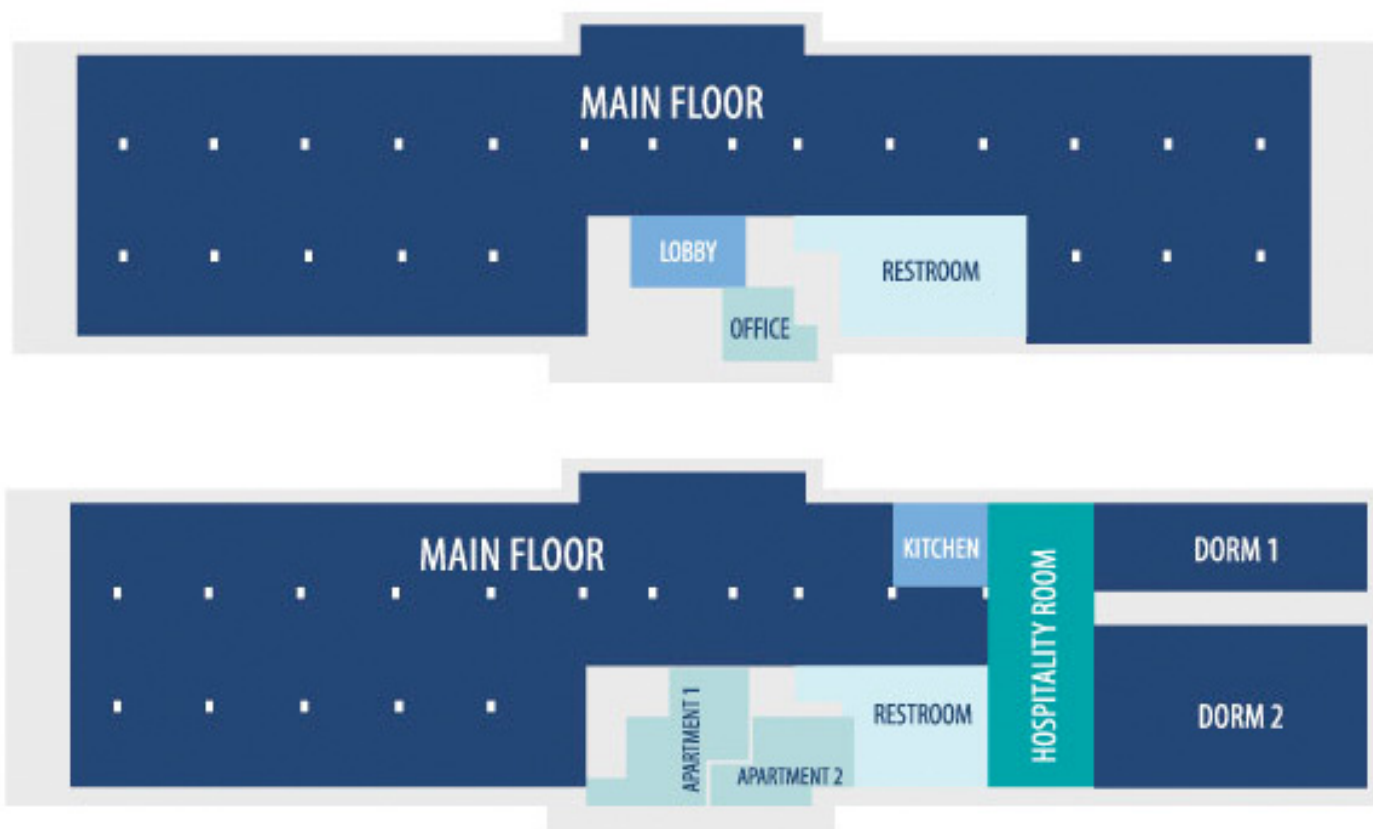 MAIN FLOOR
LOBBY
RESTROOM
OFFICE
MAIN FLOOR
KITCHEN
HOSPITALITY ROOM
DORM 1
APARTMENT 1
RESTROOM
DORM 2
APARTMENT 2